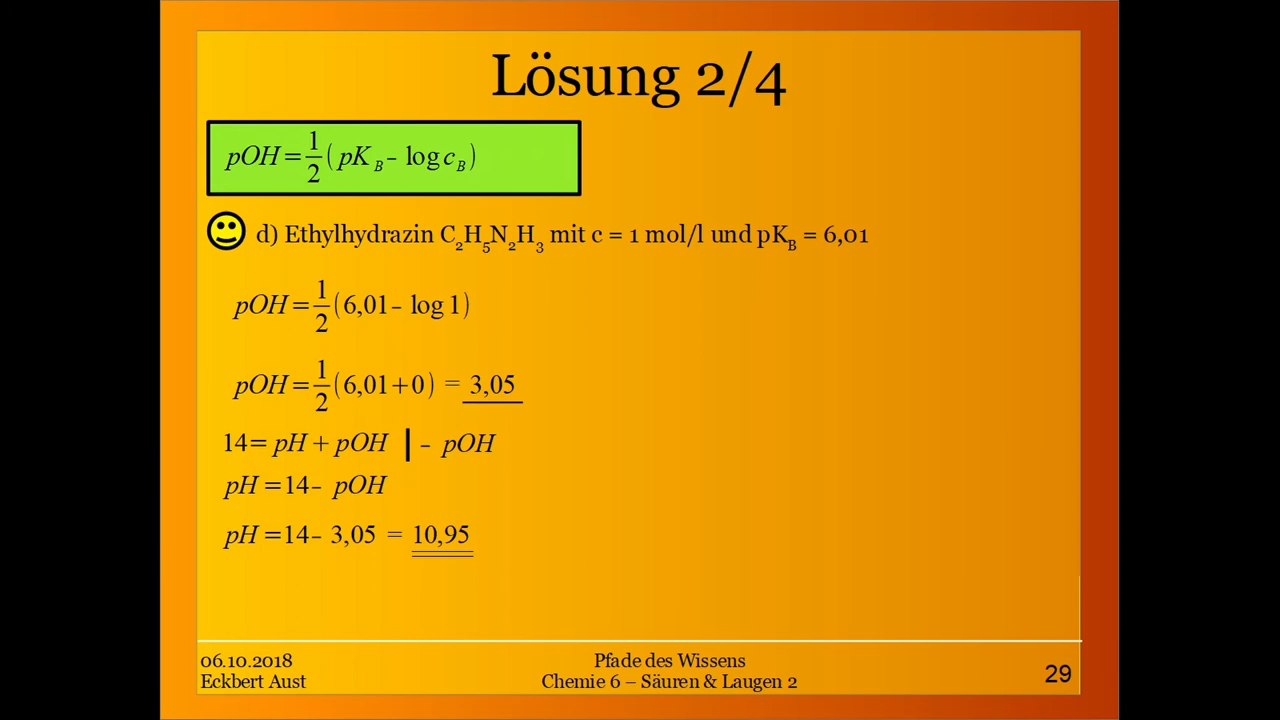 Lösung 2/4
pOH = 1/2 (pK_B – log c_B)
d) Ethylhydrazin C₂H₅N₂H₃ mit c = 1 mol/l und pK_B = 6,01
pOH = 1/2 (6,01 – log 1)
pOH = 1/2 (6,01 + 0) = 3,05
14 = pH + pOH | – pOH
pH = 14 – pOH
pH = 14 – 3,05 = 10,95
06.10.2018
Eckbert Aust
Pfade des Wissens
Chemie 6 – Säuren & Laugen 2
29